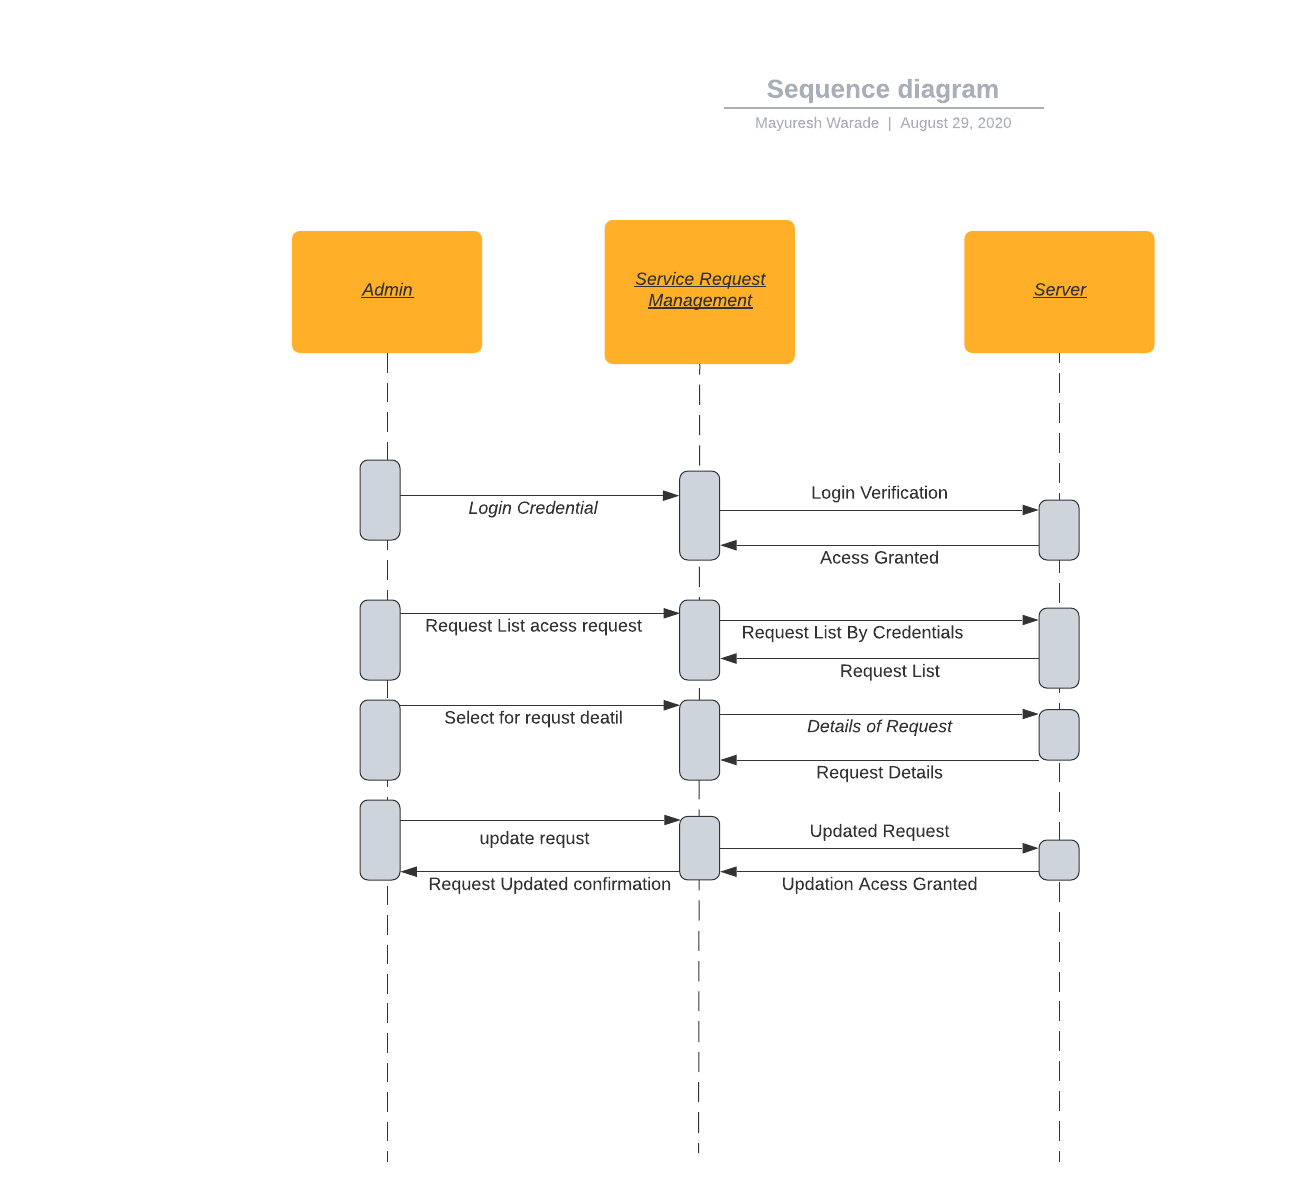 Sequence diagram
Mayuresh Warade | August 29, 2020
Admin
Service Request
Management
Server
Login Credential
Login Verification
Acess Granted
Request List acess request
Request List By Credentials
Request List
Select for requst deatil
Details of Request
Request Details
update requst
Updated Request
Request Updated confirmation
Updation Acess Granted